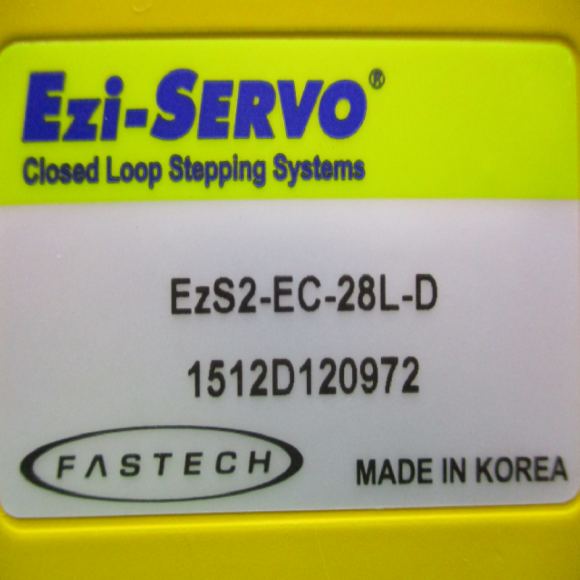 Ezi-SERVO®
Closed Loop Stepping Systems
EzS2-EC-28L-D
1512D120972
FASTECH
MADE IN KOREA